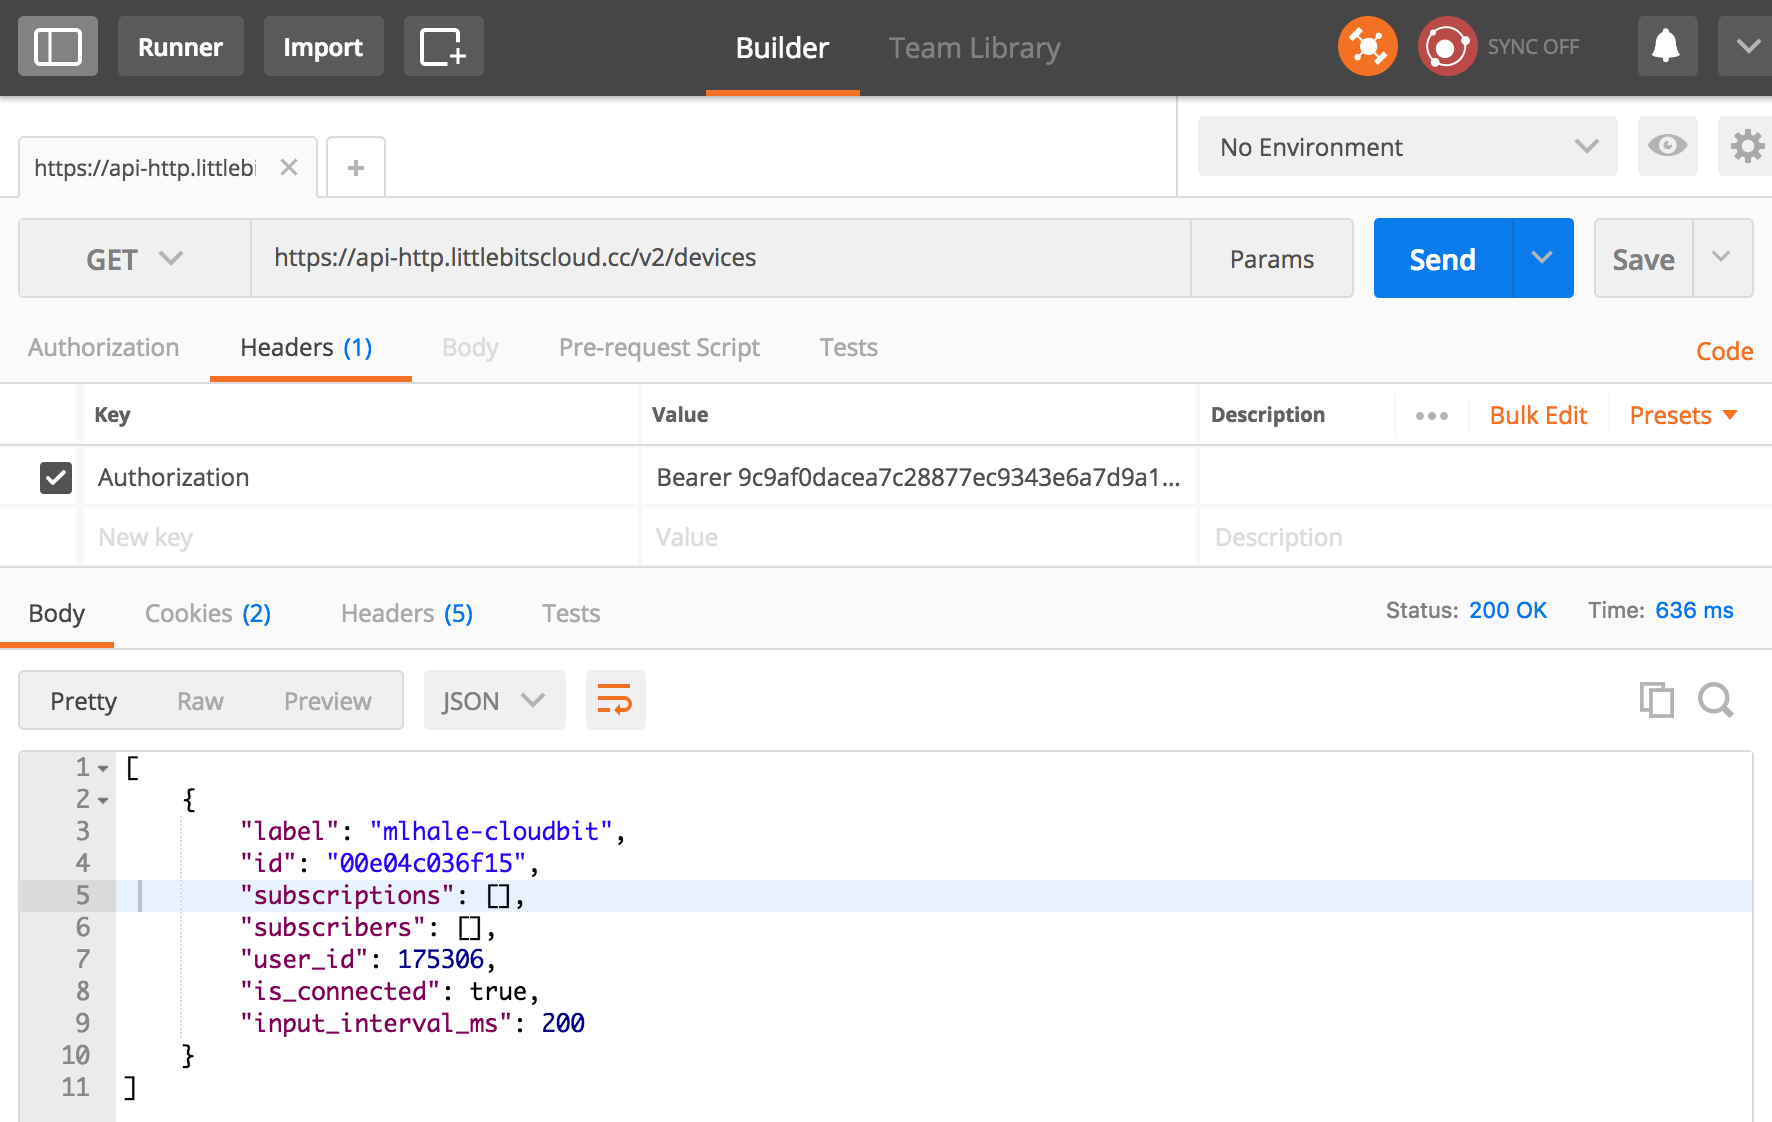 Runner Import Builder Team Library SYNC OFF
https://api-http.littlebi No Environment
GET https://api-http.littlebitscloud.cc/v2/devices Params Send Save
Authorization Headers (1) Body Pre-request Script Tests Code
Key Value Description ••• Bulk Edit Presets
Authorization Bearer 9c9af0dacea7c28877ec9343e6a7d9a1...
New key Value Description
Body Cookies (2) Headers (5) Tests Status: 200 OK Time: 636 ms
Pretty Raw Preview JSON
1 [
2 {
3 "label": "mlhale-cloudbit",
4 "id": "00e04c036f15",
5 "subscriptions": [],
6 "subscribers": [],
7 "user_id": 175306,
8 "is_connected": true,
9 "input_interval_ms": 200
10 }
11 ]